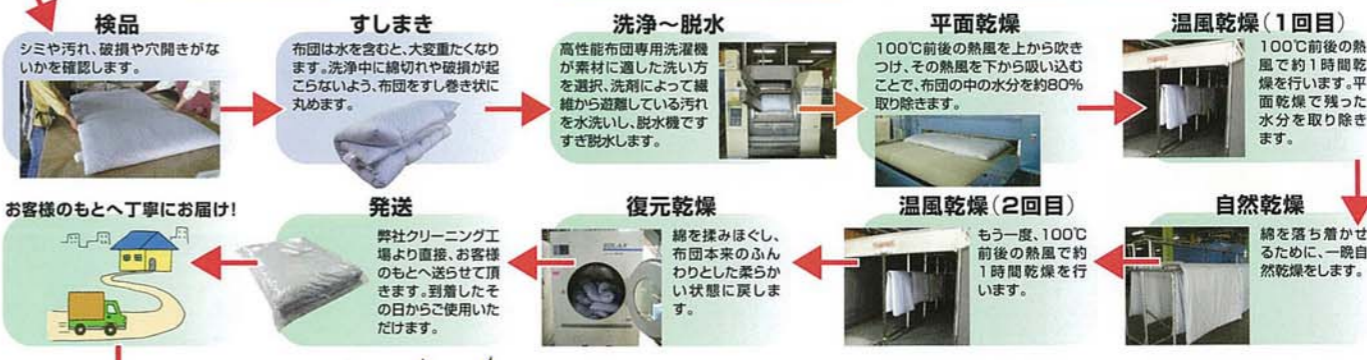 検品
シミや汚れ、破損や穴開きがな
いかを確認します。
すしまき
布団は水を含むと、大変重たくなり
ます。洗浄中に綿切れや破損が起
こらないよう、布団をすし巻き状に
丸めます。
洗浄～脱水
高性能布団専用洗濯機
が素材に適した洗い方
を選択、洗剤によって繊
維から遊離している汚れ
を水洗いし、脱水機です
すぎ脱水します。
平面乾燥
100℃前後の熱風を上から吹き
つけ、その熱風を下から吸い込む
ことで、布団の中の水分を約80%
取り除きます。
温風乾燥(1回目)
100℃前後の熱
風で約1時間乾
燥を行います。平
面乾燥で残った
水分を取り除き
ます。
自然乾燥
綿を落ち着かせ
るために、一晩自
然乾燥をします。
温風乾燥(2回目)
もう一度、100℃
前後の熱風で約
1時間乾燥を行
います。
復元乾燥
綿を揉みほぐし、
布団本来のふん
わりとした柔らか
い状態に戻しま
す。
発送
弊社クリーニング工
場より直接、お客様
のもとへ送らせて頂
きます。到着したそ
の日からご使用いた
だけます。
お客様のもとへ丁寧にお届け!